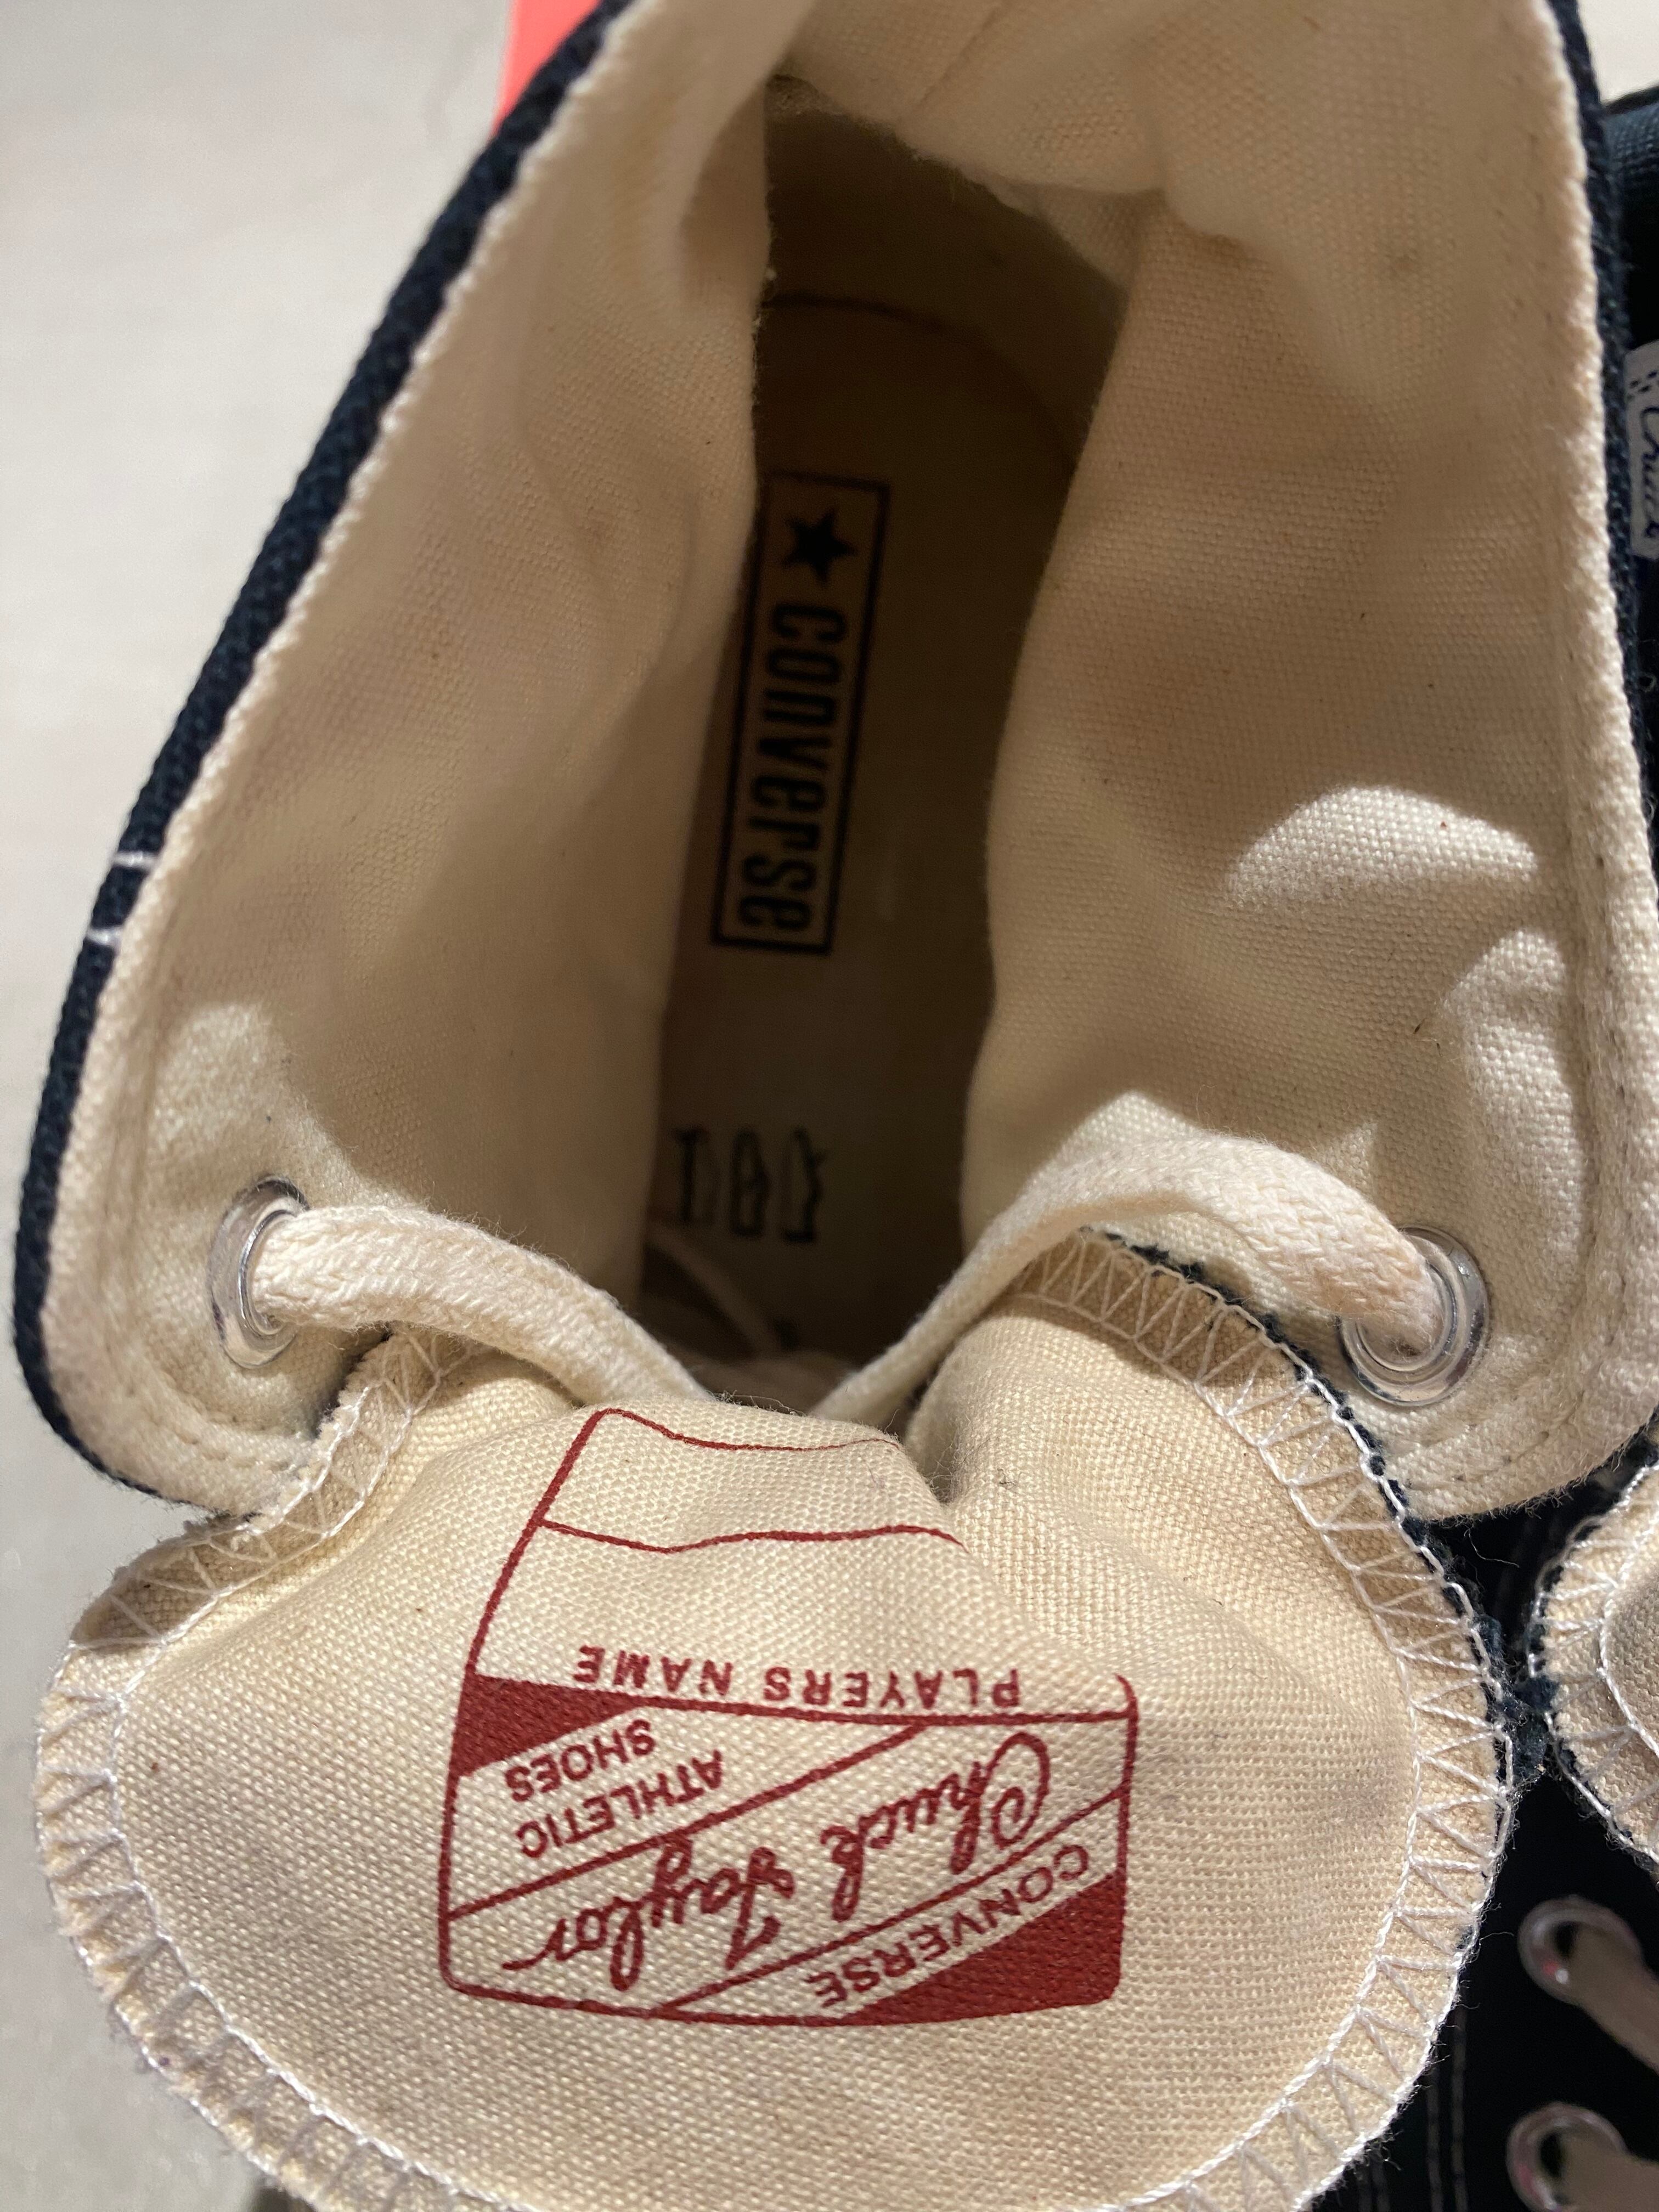 ★ converse
CONVERSE
Chuck Taylor
ATHLETIC
SHOES
PLAYERS NAME